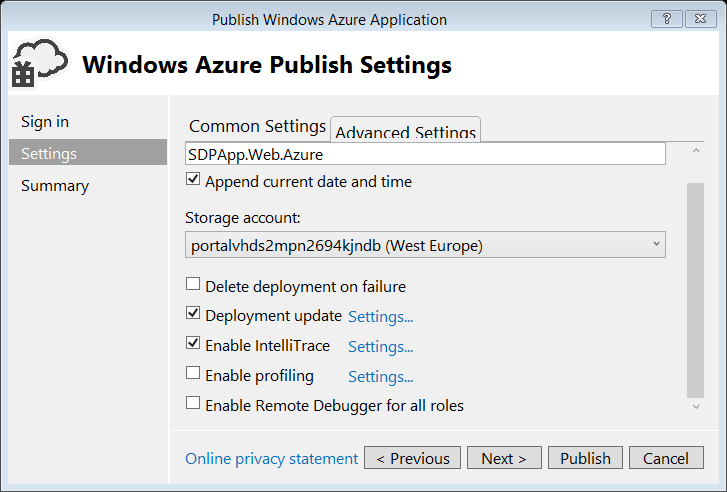 Publish Windows Azure Application
?
Windows Azure Publish Settings
Sign in
Settings
Summary
Common Settings
Advanced Settings
SDPApp.Web.Azure
Append current date and time
Storage account:
portalvhds2mpn2694kjndb (West Europe)
Delete deployment on failure
Deployment update Settings...
Enable IntelliTrace Settings...
Enable profiling Settings...
Enable Remote Debugger for all roles
Online privacy statement < Previous Next > Publish Cancel